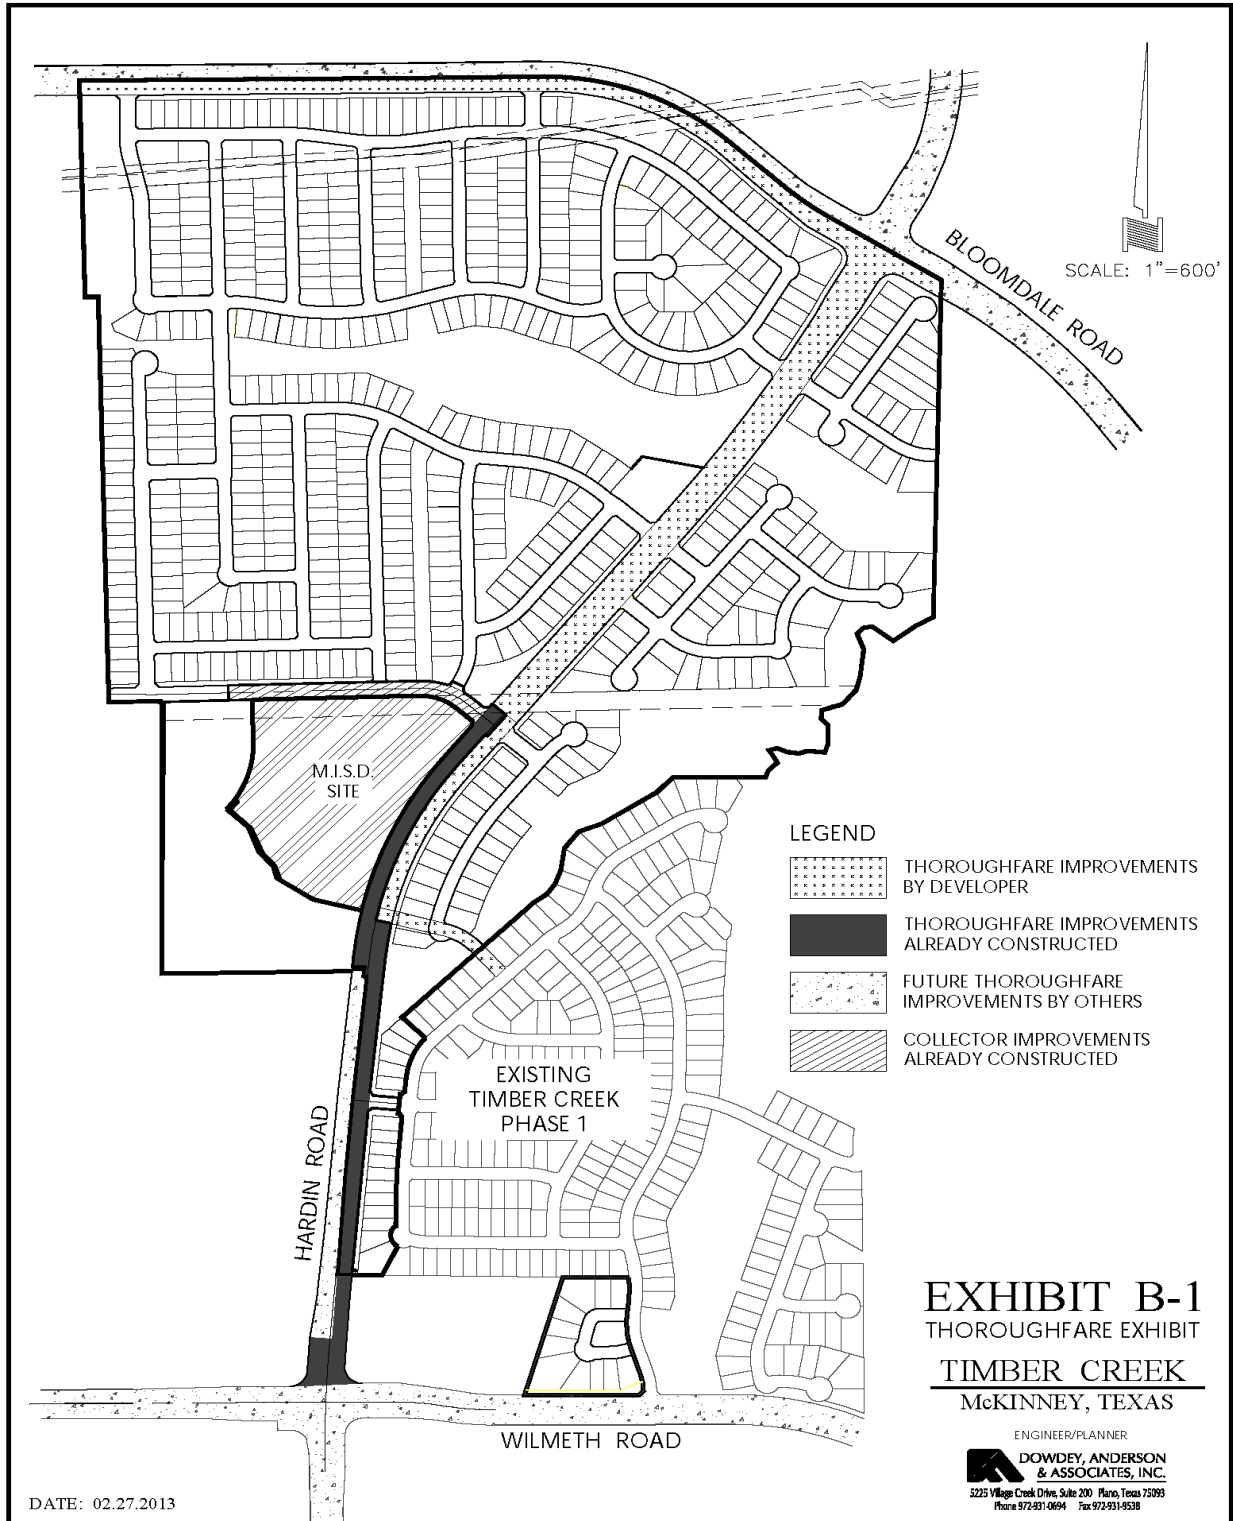 BLOOMDALE ROAD
SCALE: 1"=600'
M.I.S.D.
SITE
LEGEND
THOROUGHFARE IMPROVEMENTS
BY DEVELOPER
THOROUGHFARE IMPROVEMENTS
ALREADY CONSTRUCTED
FUTURE THOROUGHFARE
IMPROVEMENTS BY OTHERS
COLLECTOR IMPROVEMENTS
ALREADY CONSTRUCTED
EXISTING
TIMBER CREEK
PHASE 1
HARDIN ROAD
WILMETH ROAD
EXHIBIT B-1
THOROUGHFARE EXHIBIT
TIMBER CREEK
McKINNEY, TEXAS
ENGINEER/PLANNER
DOWDEY, ANDERSON
& ASSOCIATES, INC.
5225 Village Creek Drive, Suite 200 Plano, Texas 75093
Phone 972-931-0694 Fax 972-931-9538
DATE: 02.27.2013